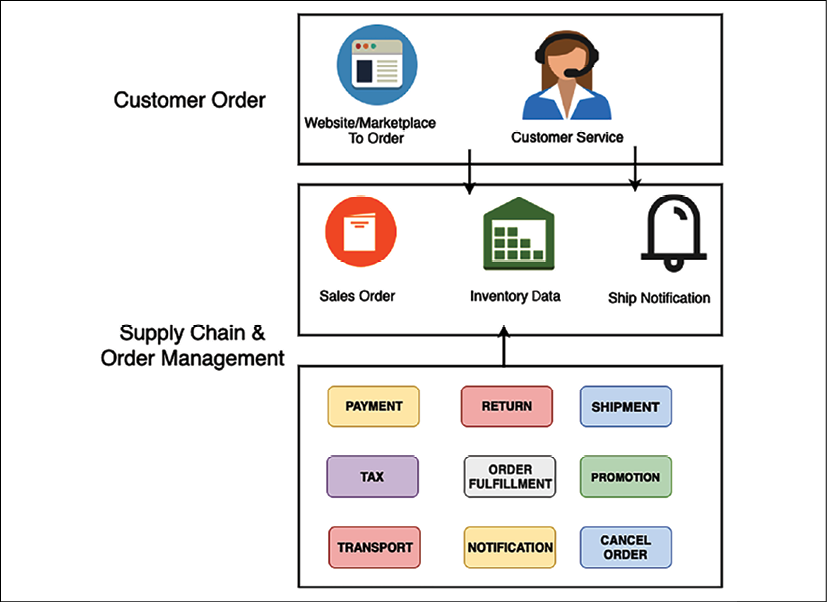 Customer Order
Website/Marketplace
To Order
Customer Service
Sales Order
Inventory Data
Ship Notification
Supply Chain &
Order Management
PAYMENT
RETURN
SHIPMENT
TAX
ORDER
FULFILLMENT
PROMOTION
TRANSPORT
NOTIFICATION
CANCEL
ORDER